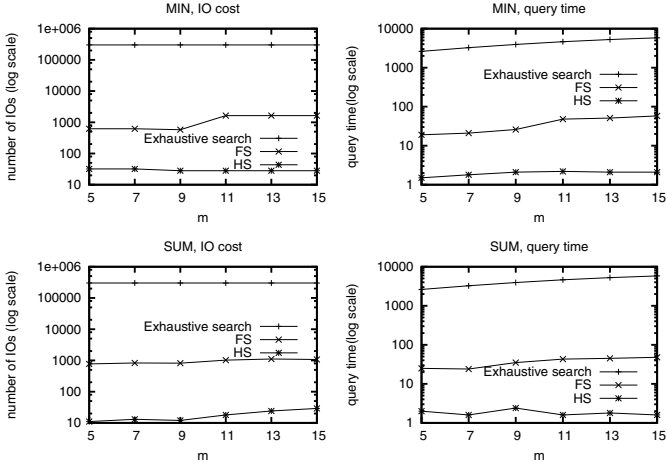 MIN, IO cost
number of IOs (log scale)
1e+006
100000
10000
1000
100
10
Exhaustive search
FS
HS
5 7 9 11 13 15
m
MIN, query time
query time(log scale)
10000
1000
100
10
1
Exhaustive search
FS
HS
5 7 9 11 13 15
m
SUM, IO cost
number of IOs (log scale)
1e+006
100000
10000
1000
100
10
Exhaustive search
FS
HS
5 7 9 11 13 15
m
SUM, query time
query time(log scale)
10000
1000
100
10
1
Exhaustive search
FS
HS
5 7 9 11 13 15
m